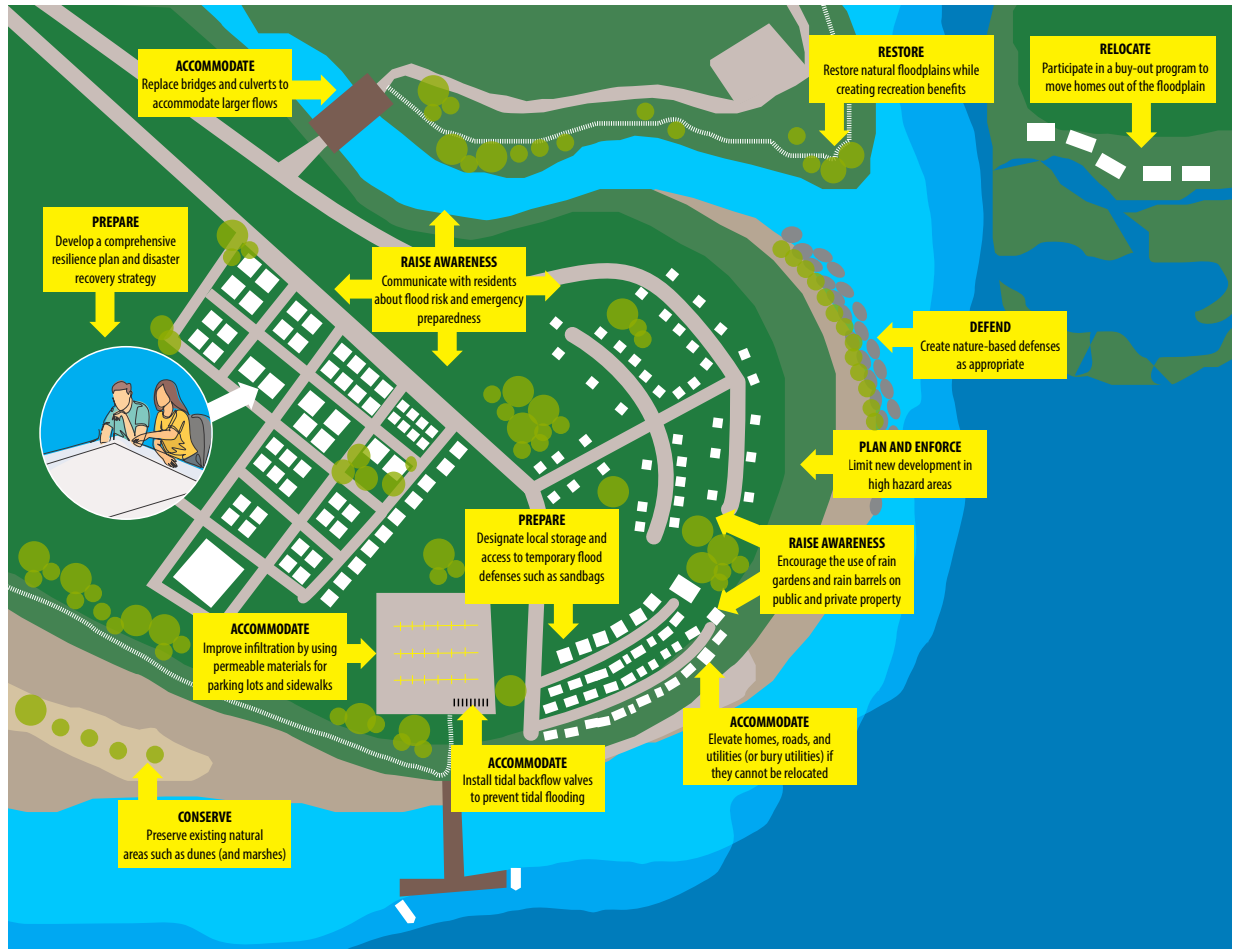 ACCOMMODATE
Replace bridges and culverts to
accommodate larger flows
RESTORE
Restore natural floodplains while
creating recreation benefits
RELOCATE
Participate in a buy-out program to
move homes out of the floodplain
PREPARE
Develop a comprehensive
resilience plan and disaster
recovery strategy
RAISE AWARENESS
Communicate with residents
about flood risk and emergency
preparedness
DEFEND
Create nature-based defenses
as appropriate
PLAN AND ENFORCE
Limit new development in
high hazard areas
PREPARE
Designate local storage and
access to temporary flood
defenses such as sandbags
RAISE AWARENESS
Encourage the use of rain
gardens and rain barrels on
public and private property
ACCOMMODATE
Improve infiltration by using
permeable materials for
parking lots and sidewalks
ACCOMMODATE
Elevate homes, roads, and
utilities (or bury utilities) if
they cannot be relocated
ACCOMMODATE
Install tidal backflow valves
to prevent tidal flooding
CONSERVE
Preserve existing natural
areas such as dunes (and marshes)